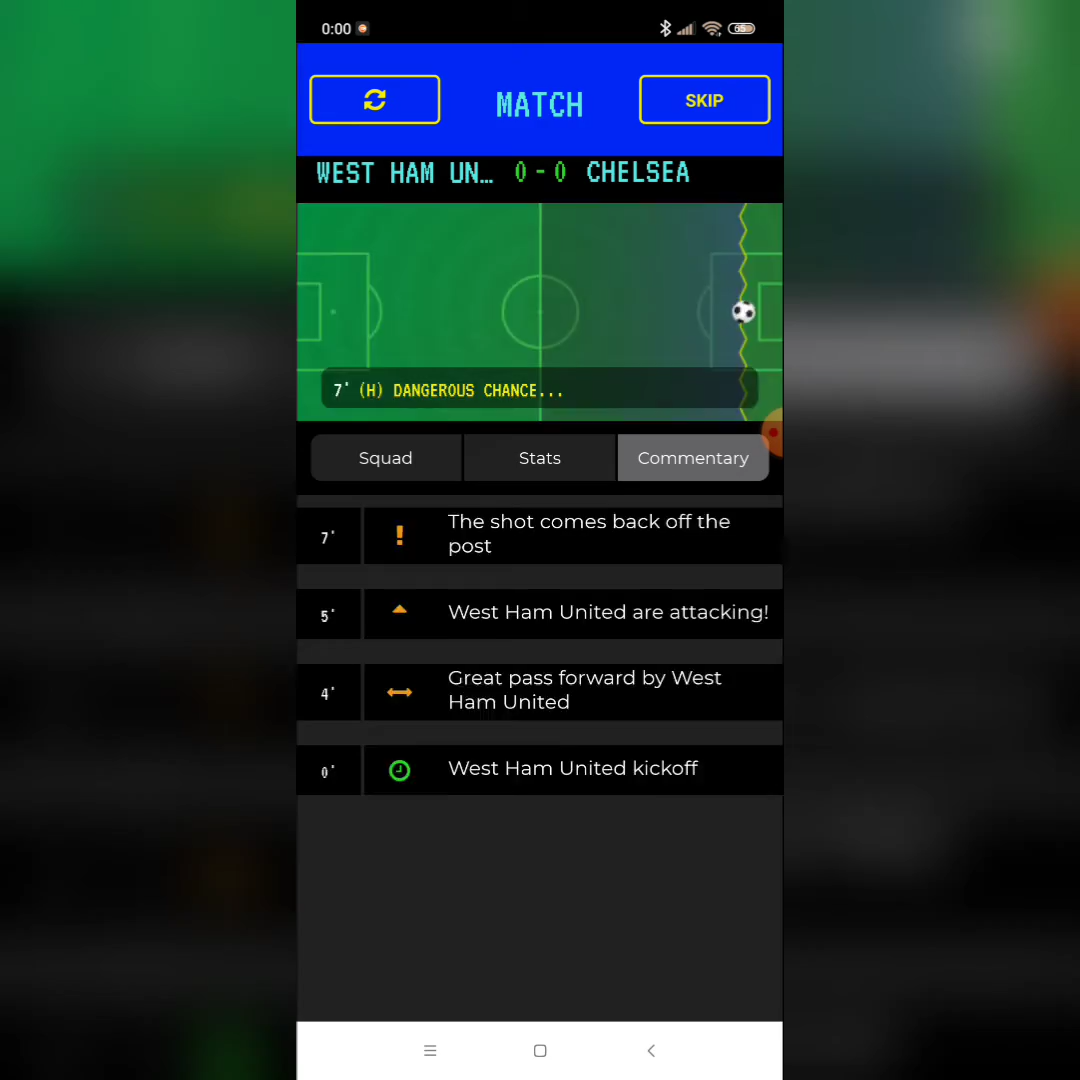 0:00
65
MATCH
SKIP
WEST HAM UN... 0 - 0 CHELSEA
7' (H) DANGEROUS CHANCE...
Squad
Stats
Commentary
7'
!
The shot comes back off the
post
5'
West Ham United are attacking!
4'
Great pass forward by West
Ham United
0'
West Ham United kickoff